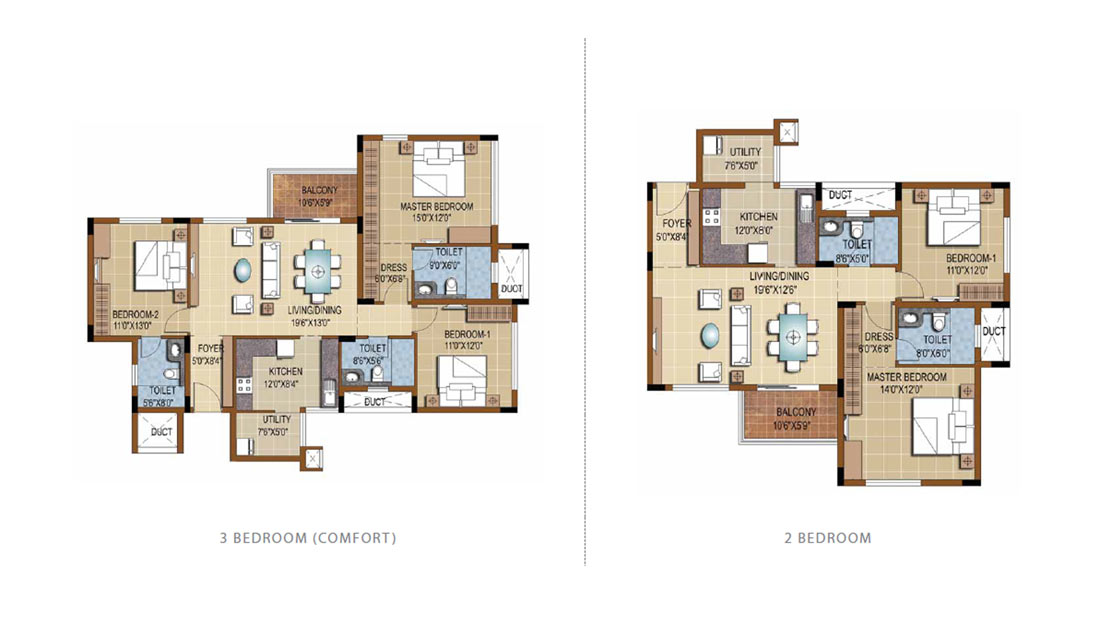 BALCONY
10'6"X5'9"
MASTER BEDROOM
15'0"X12'0"
TOILET
9'0"X6'0"
DRESS
6'0"X6'8"
DUCT
BEDROOM-2
11'0"X13'0"
LIVING/DINING
19'6"X13'0"
BEDROOM-1
11'0"X12'0"
FOYER
5'0"X8'4"
TOILET
8'6"X5'6"
KITCHEN
12'0"X8'4"
TOILET
5'6"X8'0"
DUCT
DUCT
UTILITY
7'6"X5'0"
3 BEDROOM (COMFORT)
UTILITY
7'6"X5'0"
DUCT
FOYER
5'0"X8'4"
KITCHEN
12'0"X8'0"
TOILET
8'6"X5'0"
BEDROOM-1
11'0"X12'0"
LIVING/DINING
19'6"X12'6"
DRESS
6'0"X6'8"
TOILET
8'0"X6'0"
DUCT
MASTER BEDROOM
14'0"X12'0"
BALCONY
10'6"X5'9"
2 BEDROOM